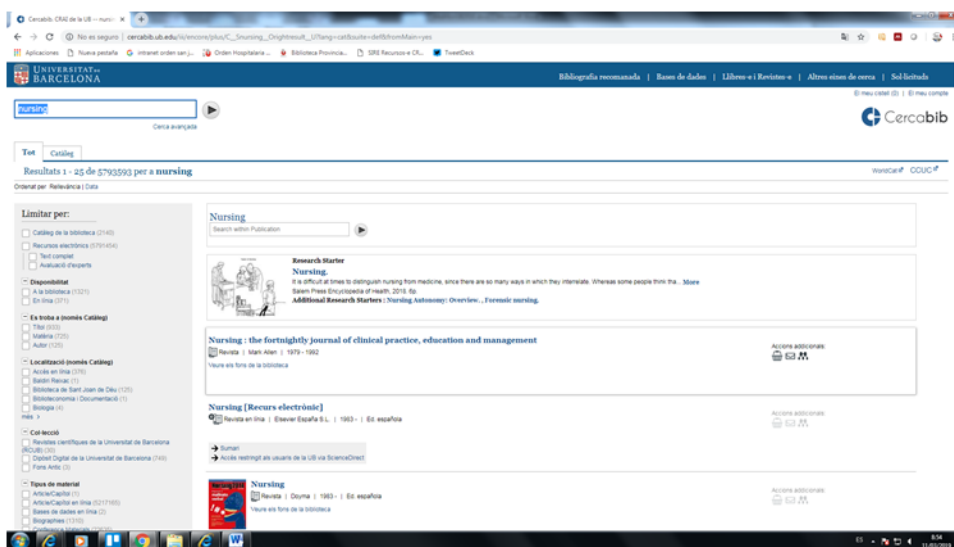 Cercabib. CRAI de la UB -- nursi
No es seguro | cercabib.ub.edu/iii/encore/plus/C__Snursing__Orightresult__U?lang=cat&suite=def&fromMain=yes
Aplicaciones Nueva pestaña intranet orden san j... Orden Hospitalaria ... Biblioteca Provincia... SIRE Recursos-e CR... TweetDeck
UNIVERSITAT DE BARCELONA
Bibliografia recomanada | Bases de dades | Llibres-e i Revistes-e | Altres eines de cerca | Sol·licituds
El meu cistell (0) | El meu compte
nursing
Cercabib
Cerca avançada
Tot Catàleg
Resultats 1 - 25 de 5793593 per a nursing
WorldCat CCUC
Ordenat per Rellevància | Data
Limitar per:
Catàleg de la biblioteca (2140)
Recursos electrònics (5791454)
Text complet
Avaluació d'experts
Disponibilitat
A la biblioteca (1321)
En línia (371)
Es troba a (només Catàleg)
Títol (933)
Matèria (725)
Autor (125)
Localització (només Catàleg)
Accés en línia (376)
Baldiri Reixac (1)
Biblioteca de Sant Joan de Déu (125)
Biblioteconomia i Documentació (1)
Biologia (4)
més >
Col·lecció
Revistes científiques de la Universitat de Barcelona
(RCUB) (39)
Dipòsit Digital de la Universitat de Barcelona (749)
Fons Antic (3)
Tipus de material
Article/Capítol (1)
Article/Capítol en línia (5217165)
Bases de dades en línia (2)
Biographies (1310)
Conference Materials
Nursing
Search within Publication
Research Starter
Nursing.
It is difficult at times to distinguish nursing from medicine, since there are so many ways in which they interrelate. Whereas some people think tha... More
Salem Press Encyclopedia of Health, 2019. 6p.
Additional Research Starters : Nursing Autonomy: Overview. , Forensic nursing.
Nursing : the fortnightly journal of clinical practice, education and management
Revista | Mark Allen | 1979 - 1992
Veure els fons de la biblioteca
Accions addicionals:
Nursing [Recurs electrònic]
Revista en línia | Elsevier España S.L. | 1983 - | Ed. española
Accions addicionals:
Sumari
Accés restringit als usuaris de la UB via ScienceDirect
Nursing
Revista | Doyma | 1983 - | Ed. española
Veure els fons de la biblioteca
Accions addicionals:
ES
8:54
11/03/2019